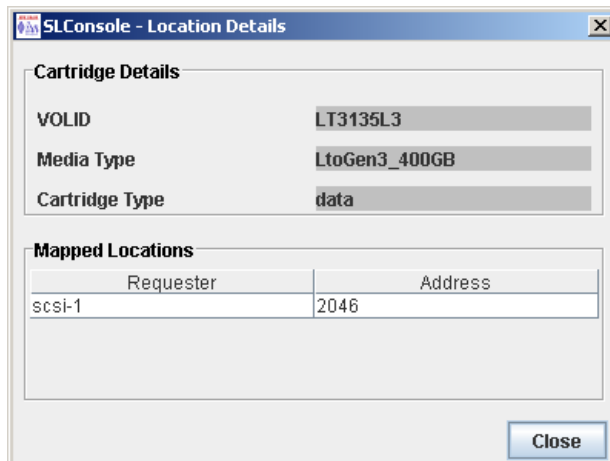 SLConsole - Location Details
Cartridge Details
VOLID LT3135L3
Media Type LtoGen3_400GB
Cartridge Type data
Mapped Locations
Requester Address
scsi-1 2046
Close